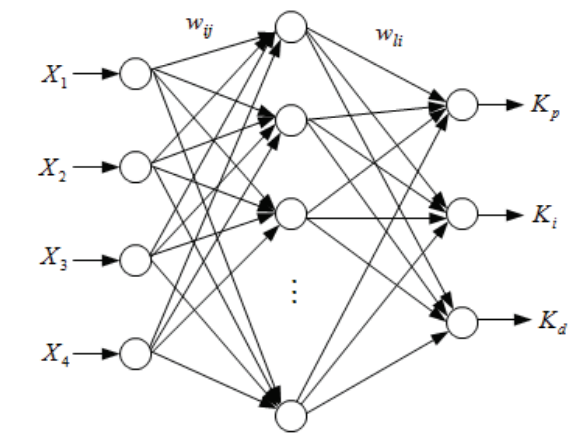 w_ij
w_li
X_1
K_p
X_2
K_i
X_3
⋮
K_d
X_4